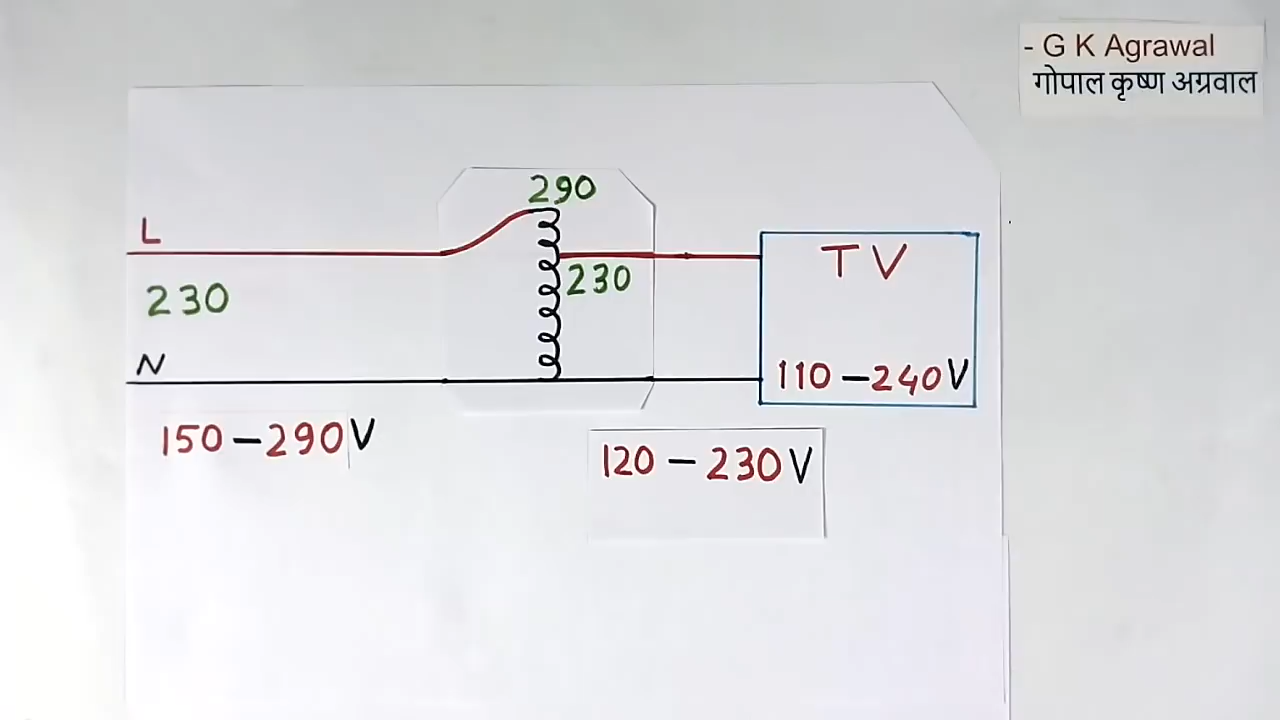 - G K Agrawal
गोपाल कृष्ण अग्रवाल
290
L
230
230
N
TV
110 – 240V
150 – 290V
120 – 230V